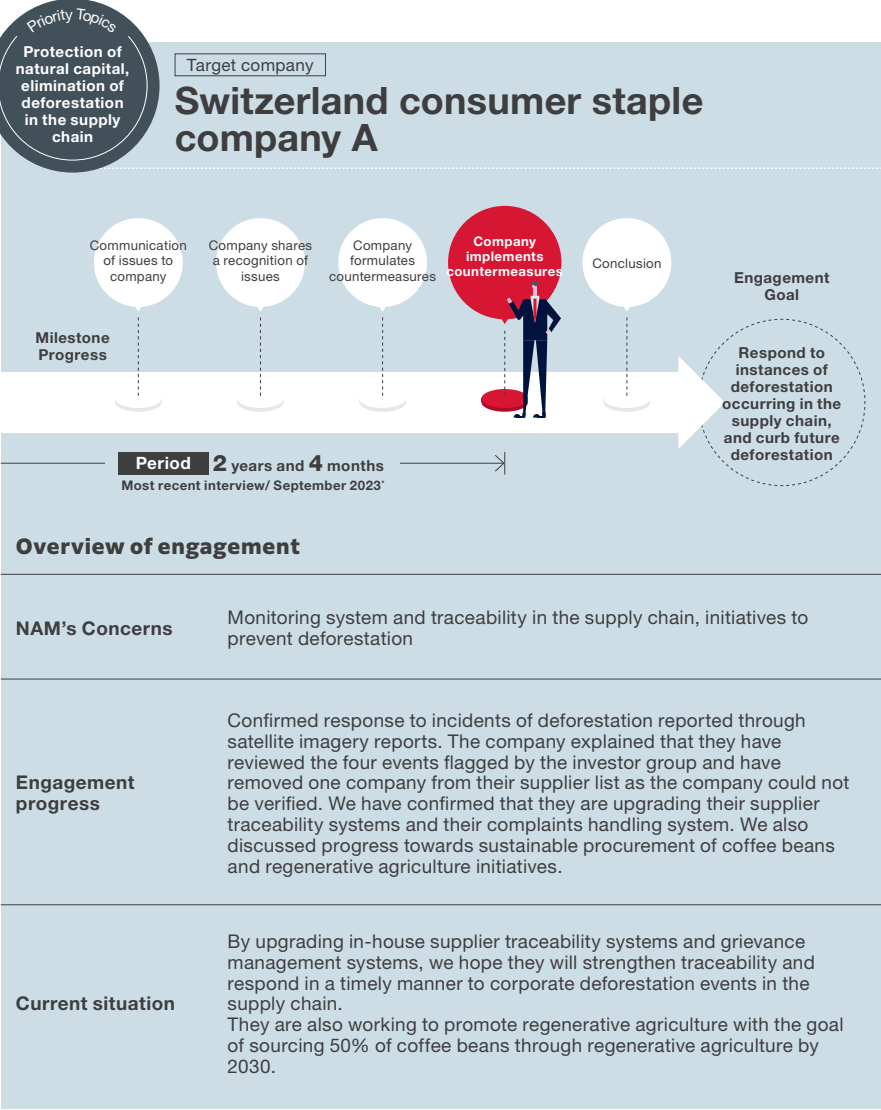 Priority Topics
Protection of
natural capital,
elimination of
deforestation
in the supply
chain
Target company
Switzerland consumer staple
company A
Communication
of issues to
company
Company shares
a recognition of
issues
Company
formulates
countermeasures
Company
implements
countermeasures
Conclusion
Engagement
Goal
Milestone
Progress
Respond to
instances of
deforestation
occurring in the
supply chain,
and curb future
deforestation
Period 2 years and 4 months
Most recent interview/ September 2023*
Overview of engagement
NAM's Concerns
Monitoring system and traceability in the supply chain, initiatives to
prevent deforestation
Engagement
progress
Confirmed response to incidents of deforestation reported through
satellite imagery reports. The company explained that they have
reviewed the four events flagged by the investor group and have
removed one company from their supplier list as the company could not
be verified. We have confirmed that they are upgrading their supplier
traceability systems and their complaints handling system. We also
discussed progress towards sustainable procurement of coffee beans
and regenerative agriculture initiatives.
Current situation
By upgrading in-house supplier traceability systems and grievance
management systems, we hope they will strengthen traceability and
respond in a timely manner to corporate deforestation events in the
supply chain.
They are also working to promote regenerative agriculture with the goal
of sourcing 50% of coffee beans through regenerative agriculture by
2030.